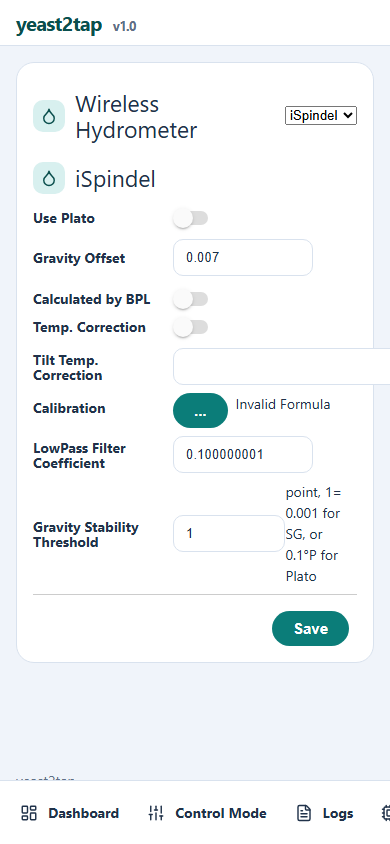 yeast2tap v1.0
Wireless
Hydrometer
iSpindel
iSpindel
Use Plato
Gravity Offset
0.007
Calculated by BPL
Temp. Correction
Tilt Temp.
Correction
Calibration
...
Invalid Formula
LowPass Filter
Coefficient
0.100000001
Gravity Stability
Threshold
1
point, 1=
0.001 for
SG, or
0.1°P for
Plato
Save
yeast2tap
Dashboard
Control Mode
Logs